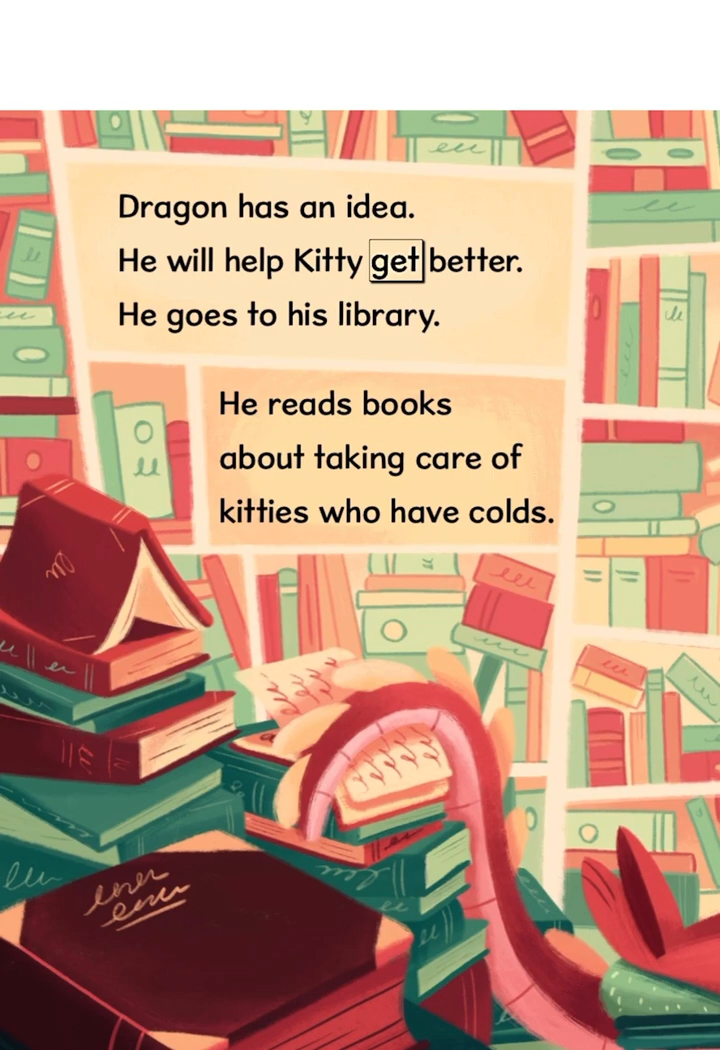 Dragon has an idea.
He will help Kitty get better.
He goes to his library.
He reads books
about taking care of
kitties who have colds.